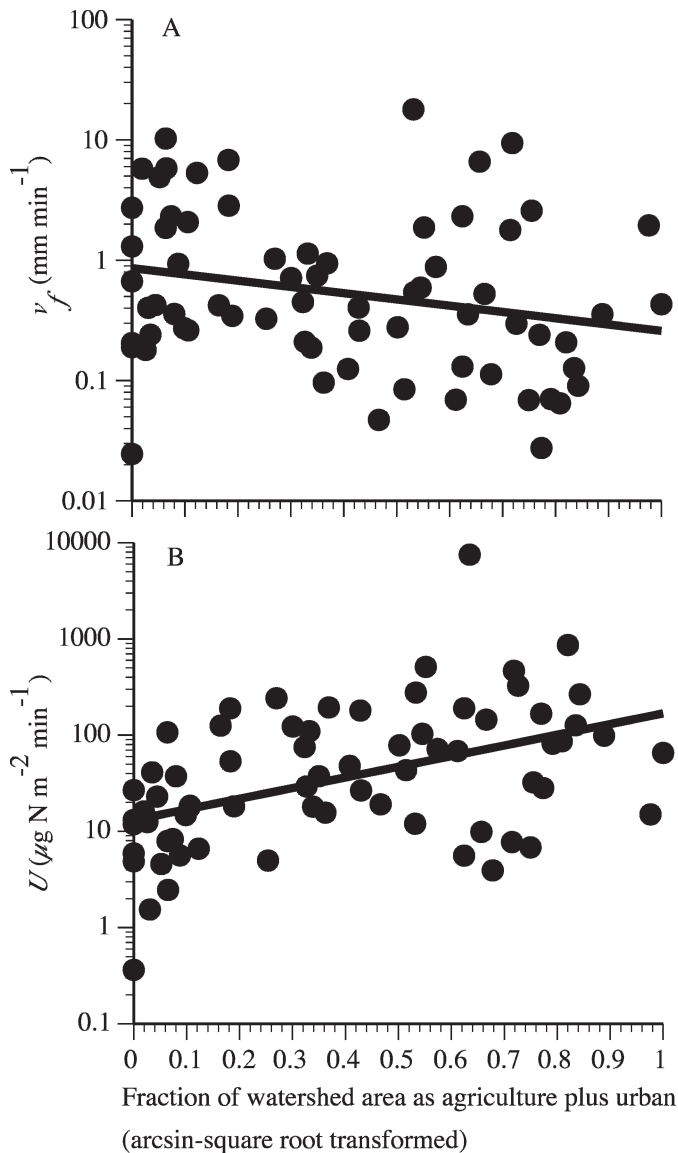 A
100
10
1
0.1
0.01
v_f (mm min⁻¹)
B
10000
1000
100
10
1
0.1
U (µg N m⁻² min⁻¹)
0 0.1 0.2 0.3 0.4 0.5 0.6 0.7 0.8 0.9 1
Fraction of watershed area as agriculture plus urban
(arcsin-square root transformed)